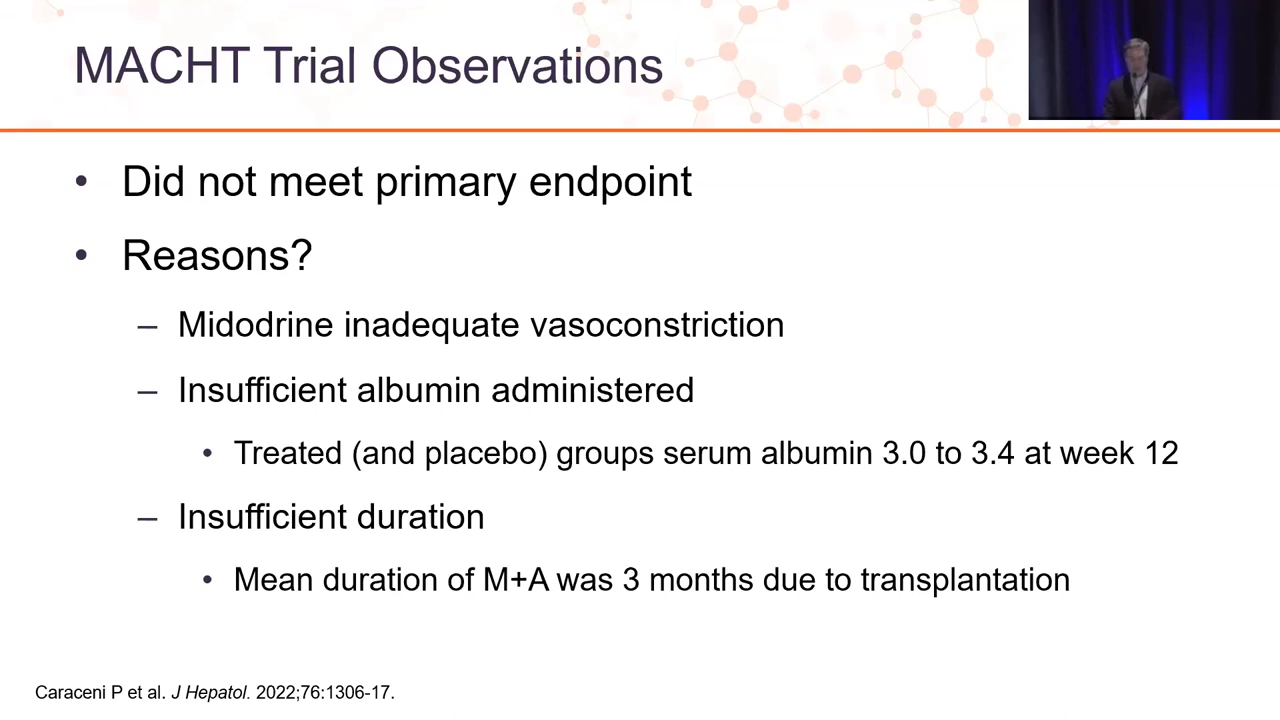 MACHT Trial Observations
• Did not meet primary endpoint
• Reasons?
– Midodrine inadequate vasoconstriction
– Insufficient albumin administered
• Treated (and placebo) groups serum albumin 3.0 to 3.4 at week 12
– Insufficient duration
• Mean duration of M+A was 3 months due to transplantation
Caraceni P et al. J Hepatol. 2022;76:1306-17.